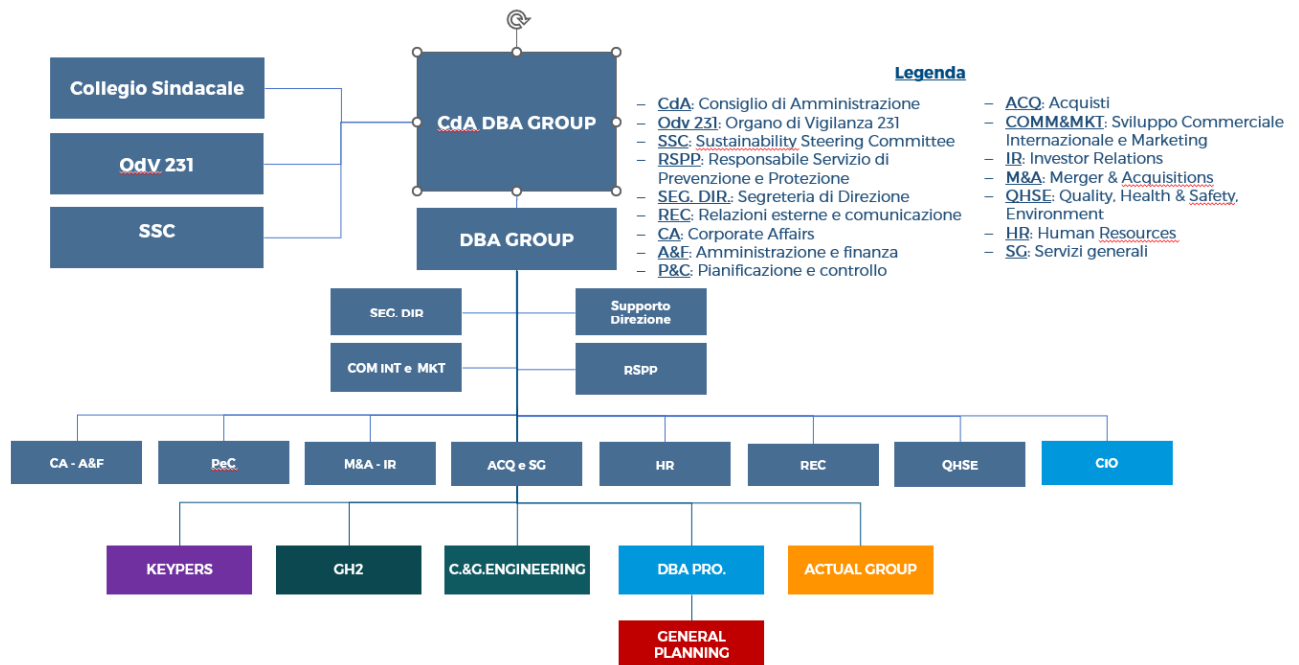 Collegio Sindacale
OdV 231
SSC
CdA DBA GROUP
DBA GROUP
Legenda
– CdA: Consiglio di Amministrazione
– Odv 231: Organo di Vigilanza 231
– SSC: Sustainability Steering Committee
– RSPP: Responsabile Servizio di
Prevenzione e Protezione
– SEG. DIR.: Segreteria di Direzione
– REC: Relazioni esterne e comunicazione
– CA: Corporate Affairs
– A&F: Amministrazione e finanza
– P&C: Pianificazione e controllo
– ACQ: Acquisti
– COMM&MKT: Sviluppo Commerciale
Internazionale e Marketing
– IR: Investor Relations
– M&A: Merger & Acquisitions
– QHSE: Quality, Health & Safety,
Environment
– HR: Human Resources
– SG: Servizi generali
SEG. DIR
Supporto
Direzione
COM INT e MKT
RSPP
CA - A&F
PeC
M&A - IR
ACQ e SG
HR
REC
QHSE
CIO
KEYPERS
GH2
C.&G.ENGINEERING
DBA PRO.
ACTUAL GROUP
GENERAL
PLANNING